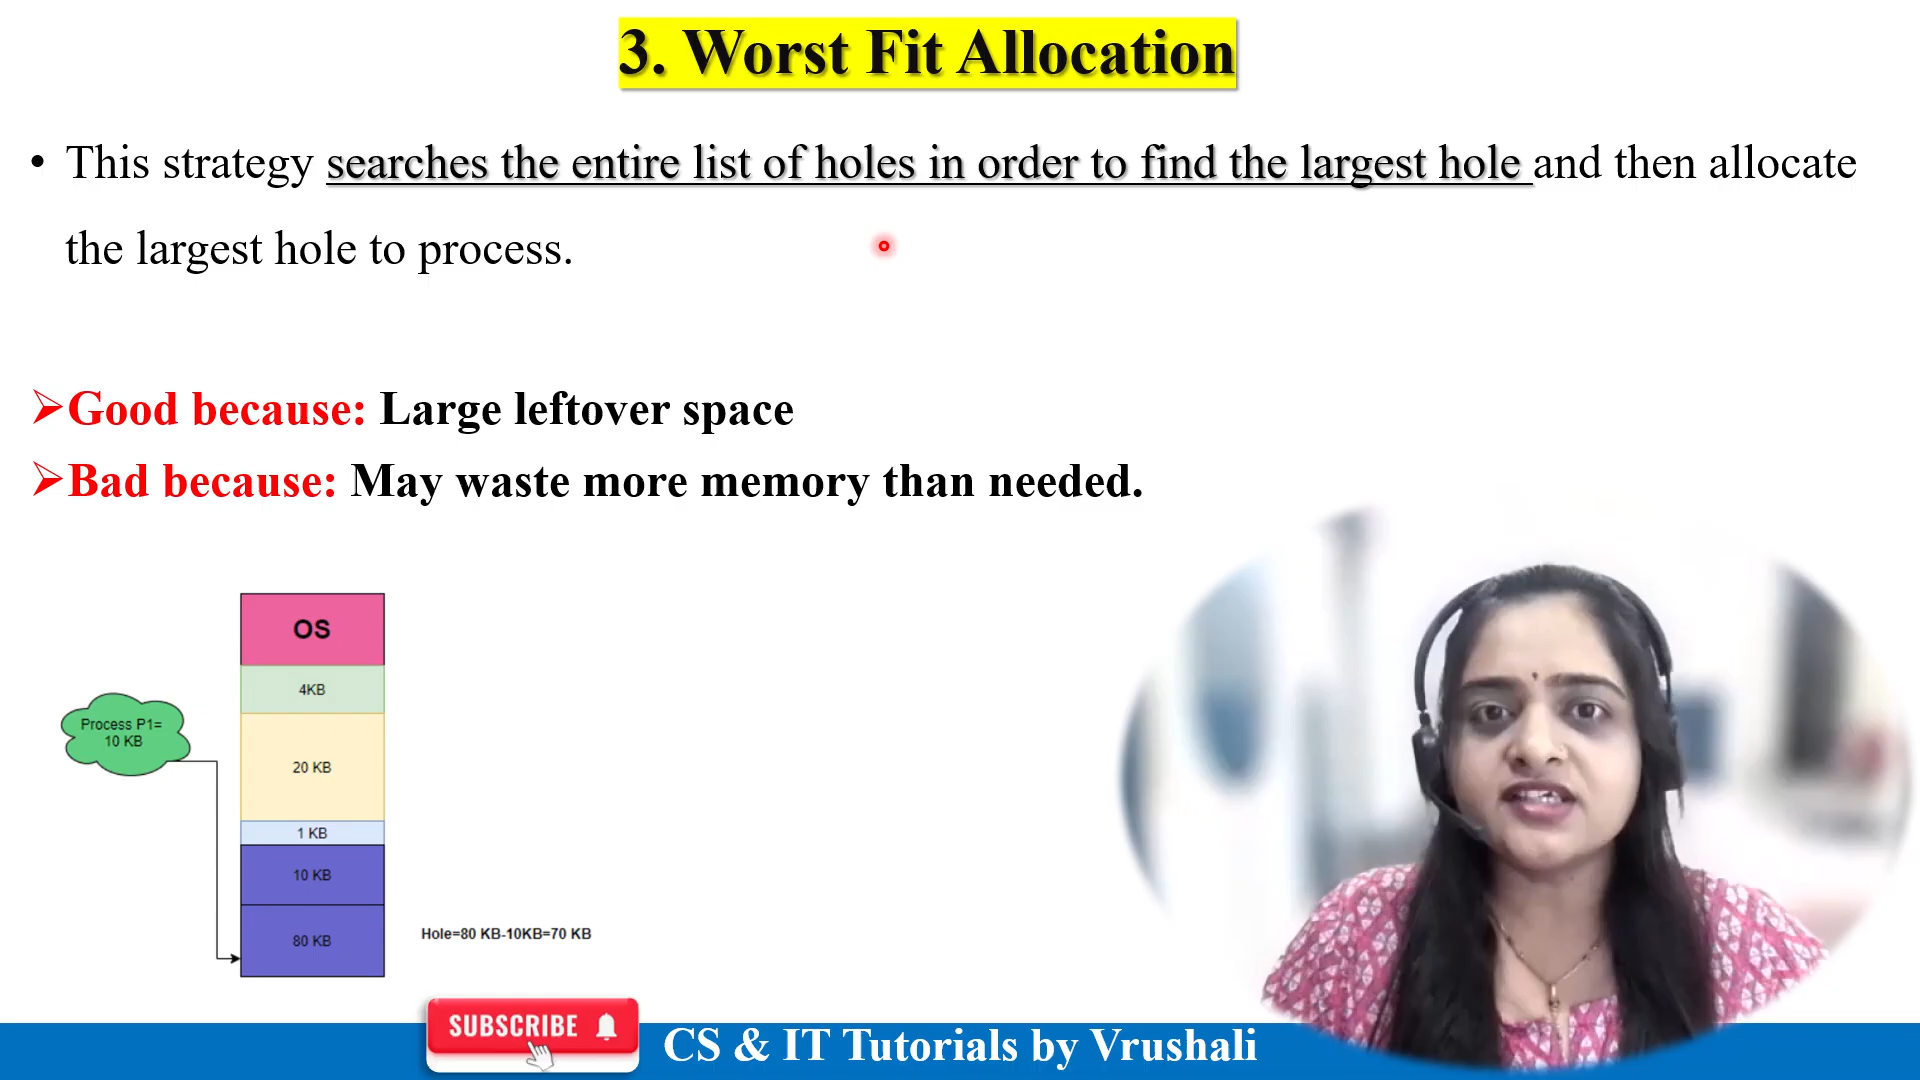 3. Worst Fit Allocation
• This strategy searches the entire list of holes in order to find the largest hole and then allocate
the largest hole to process.
➢Good because: Large leftover space
➢Bad because: May waste more memory than needed.
OS
4KB
Process P1=
10 KB
20 KB
1 KB
10 KB
80 KB
Hole=80 KB-10KB=70 KB
SUBSCRIBE
CS & IT Tutorials by Vrushali